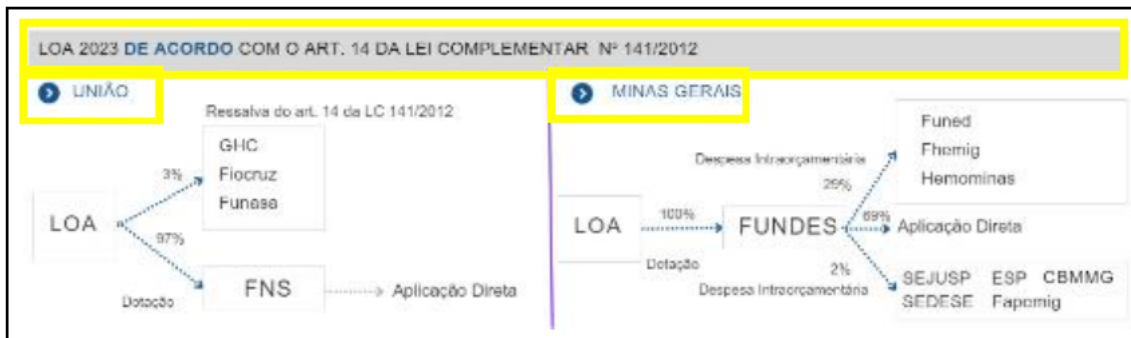 LOA 2023 DE ACORDO COM O ART. 14 DA LEI COMPLEMENTAR Nº 141/2012
UNIÃO
Ressalva do art. 14 da LC 141/2012
GHC
Fiocruz
Funasa
3%
LOA
97%
Dotação
FNS
Aplicação Direta
MINAS GERAIS
Funed
Fhemig
Hemominas
Despesa Intraorçamentária
29%
LOA
100%
Dotação
FUNDES
69%
Aplicação Direta
2%
Despesa Intraorçamentária
SEJUSP ESP CBMMG
SEDESE Fapemig